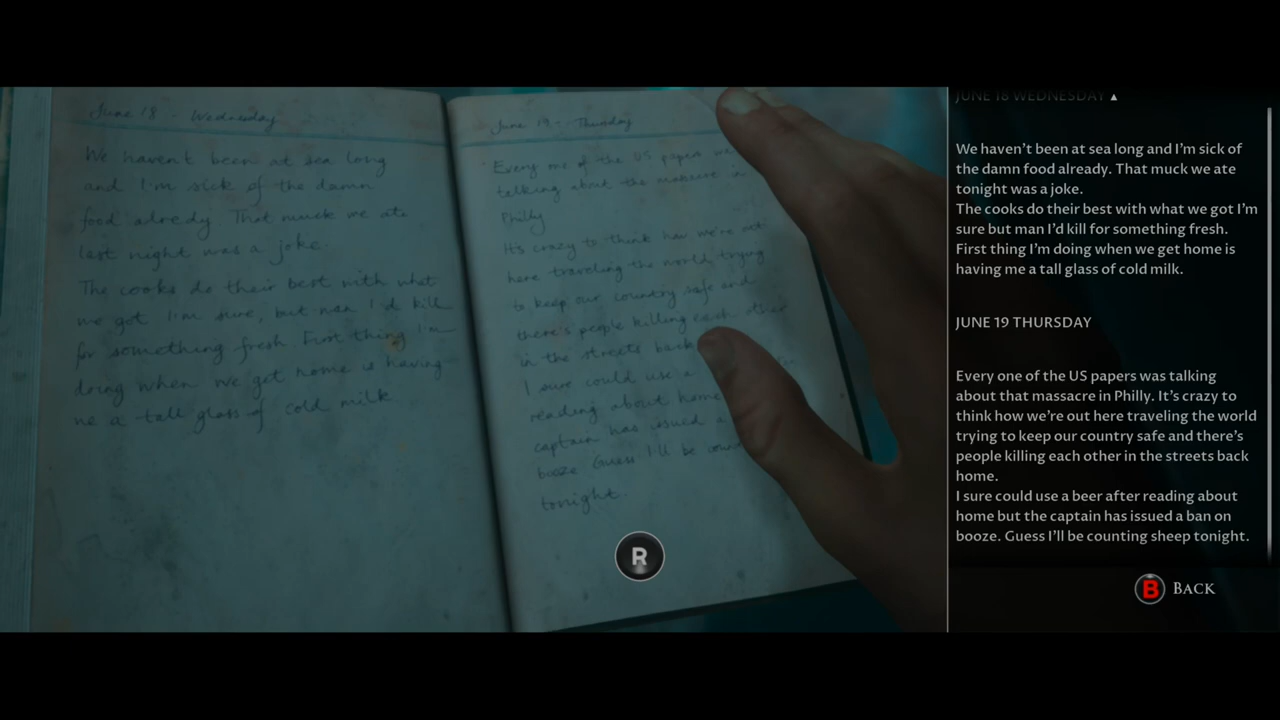 June 18 - Wednesday
We haven't been at sea long
and I'm sick of the damn
food alredy. That muck we ate
last night was a joke.
The cooks do their best with what
we got I'm sure, but man I'd kill
for something fresh. First thing I'm
doing when we get home is having
me a tall glass of cold milk
June 19 - Thursday
Every one of the US papers
talking about the in
Philly
It's crazy to think how we're out
here traveling the world trying
to keep our country safe and
there's people killing each other
in the streets back
I sure could use a
reading about home
captain has issued a
booze Guess I'll be
tonight.
R
JUNE 18 WEDNESDAY ▲
We haven't been at sea long and I'm sick of
the damn food already. That muck we ate
tonight was a joke.
The cooks do their best with what we got I'm
sure but man I'd kill for something fresh.
First thing I'm doing when we get home is
having me a tall glass of cold milk.
JUNE 19 THURSDAY
Every one of the US papers was talking
about that massacre in Philly. It's crazy to
think how we're out here traveling the world
trying to keep our country safe and there's
people killing each other in the streets back
home.
I sure could use a beer after reading about
home but the captain has issued a ban on
booze. Guess I'll be counting sheep tonight.
B BACK